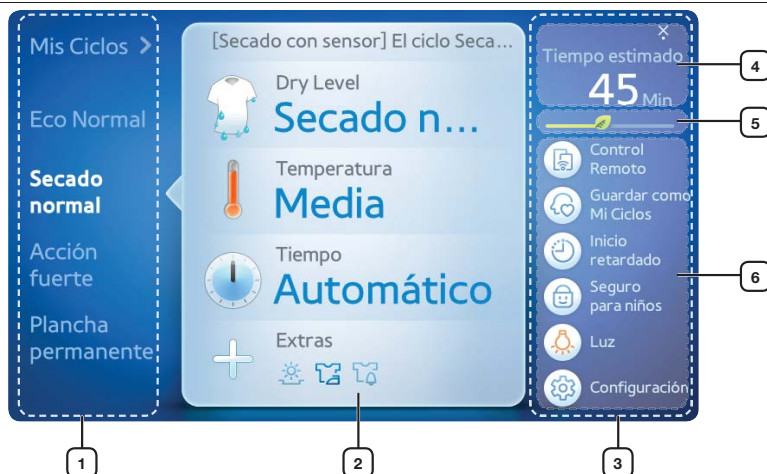 Mis Ciclos >
Eco Normal
Secado
normal
Acción
fuerte
Plancha
permanente
[Secado con sensor] El ciclo Seca...
Dry Level
Secado n...
Temperatura
Media
Tiempo
Automático
Extras
Tiempo estimado
45 Min
Control
Remoto
Guardar como
Mi Ciclos
Inicio
retardado
Seguro
para niños
Luz
Configuración
4
5
6
1
2
3